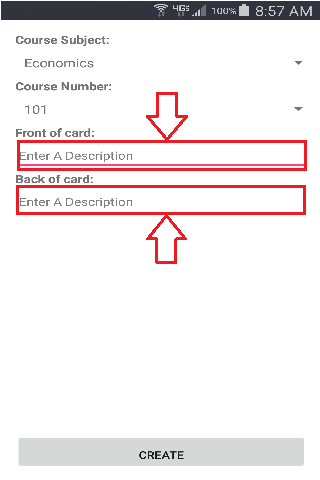 4G 100% 8:57 AM
Course Subject:
Economics
Course Number:
101
Front of card:
Enter A Description
Back of card:
Enter A Description
CREATE